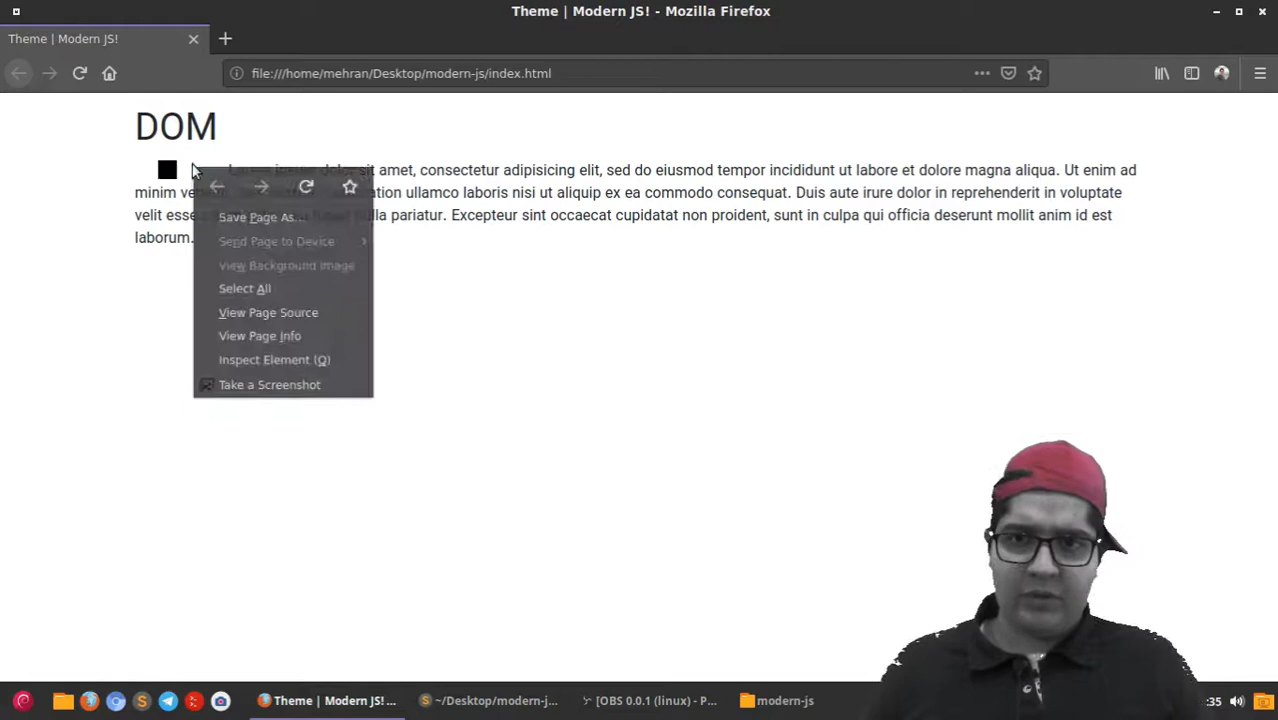 Theme | Modern JS! - Mozilla Firefox
Theme | Modern JS!
file:///home/mehran/Desktop/modern-js/index.html
DOM
dolor sit amet, consectetur adipisicing elit, sed do eiusmod tempor incididunt ut labore et dolore magna aliqua. Ut enim ad
minim ullamco laboris nisi ut aliquip ex ea commodo consequat. Duis aute irure dolor in reprehenderit in voluptate
velit pariatur. Excepteur sint occaecat cupidatat non proident, sunt in culpa qui officia deserunt mollit anim id est
laborum.
Save Page As...
Send Page to Device
View Background Image
Select All
View Page Source
View Page Info
Inspect Element (Q)
Take a Screenshot
Theme | Modern JS! ...
~/Desktop/modern-j...
[OBS 0.0.1 (linux) - P...
modern-js
:35